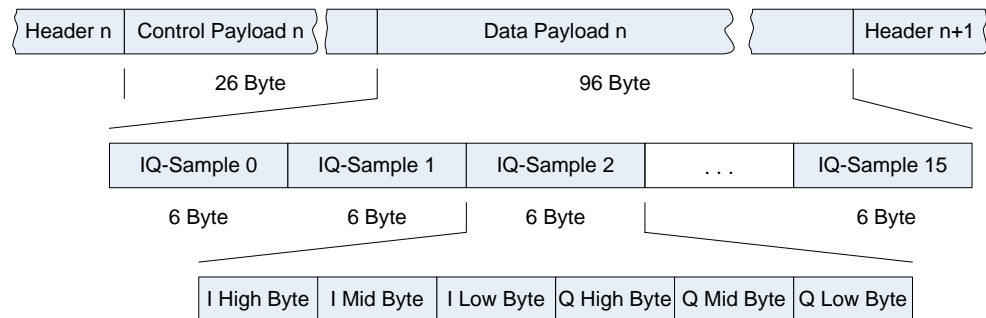 Header n Control Payload n Data Payload n Header n+1
26 Byte 96 Byte
IQ-Sample 0 IQ-Sample 1 IQ-Sample 2 . . . IQ-Sample 15
6 Byte 6 Byte 6 Byte 6 Byte
I High Byte I Mid Byte I Low Byte Q High Byte Q Mid Byte Q Low Byte